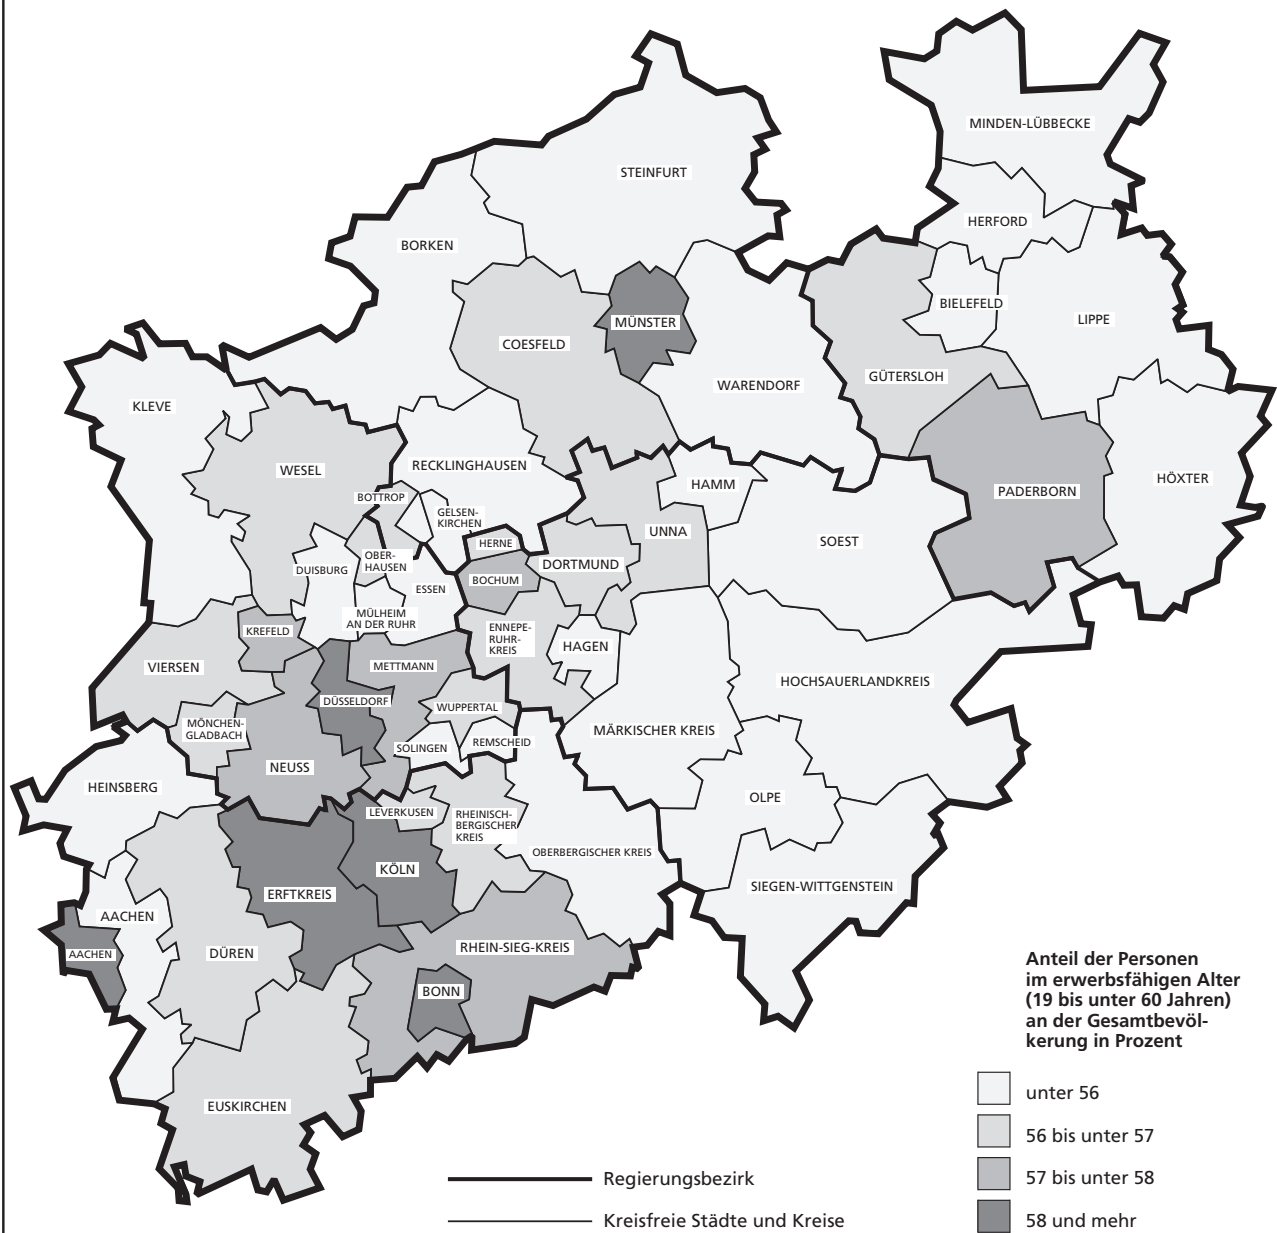 MINDEN-LÜBBECKE
STEINFURT
HERFORD
BORKEN
BIELEFELD
LIPPE
MÜNSTER
COESFELD
GÜTERSLOH
WARENDORF
KLEVE
RECKLINGHAUSEN
WESEL
HÖXTER
HAMM
PADERBORN
BOTTROP
GELSEN-
KIRCHEN
UNNA
SOEST
HERNE
OBER-
HAUSEN
DORTMUND
DUISBURG
BOCHUM
ESSEN
MÜLHEIM
AN DER RUHR
KREFELD
ENNEPE-
RUHR-
KREIS
HAGEN
VIERSEN
METTMANN
HOCHSAUERLANDKREIS
DÜSSELDORF
WUPPERTAL
MÖNCHEN-
GLADBACH
MÄRKISCHER KREIS
SOLINGEN
REMSCHEID
NEUSS
HEINSBERG
OLPE
LEVERKUSEN
RHEINISCH-
BERGISCHER
KREIS
OBERBERGISCHER KREIS
KÖLN
SIEGEN-WITTGENSTEIN
ERFTKREIS
AACHEN
RHEIN-SIEG-KREIS
AACHEN
DÜREN
BONN
EUSKIRCHEN
Anteil der Personen
im erwerbsfähigen Alter
(19 bis unter 60 Jahren)
an der Gesamtbevöl-
kerung in Prozent
unter 56
56 bis unter 57
57 bis unter 58
58 und mehr
Regierungsbezirk
Kreisfreie Städte und Kreise